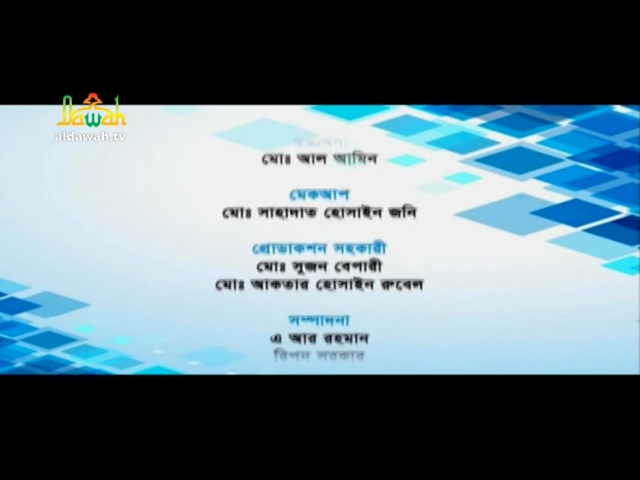 Dawah
aldawah.tv
মোঃ আল আমিন
মেকআপ
মোঃ সাহাদাত হোসাইন জনি
প্রোডাকশন সহকারী
মোঃ সুজন বেপারী
মোঃ আকতার হোসাইন রুবেল
সম্পাদনা
এ আর রহমান
রিপন সরকার